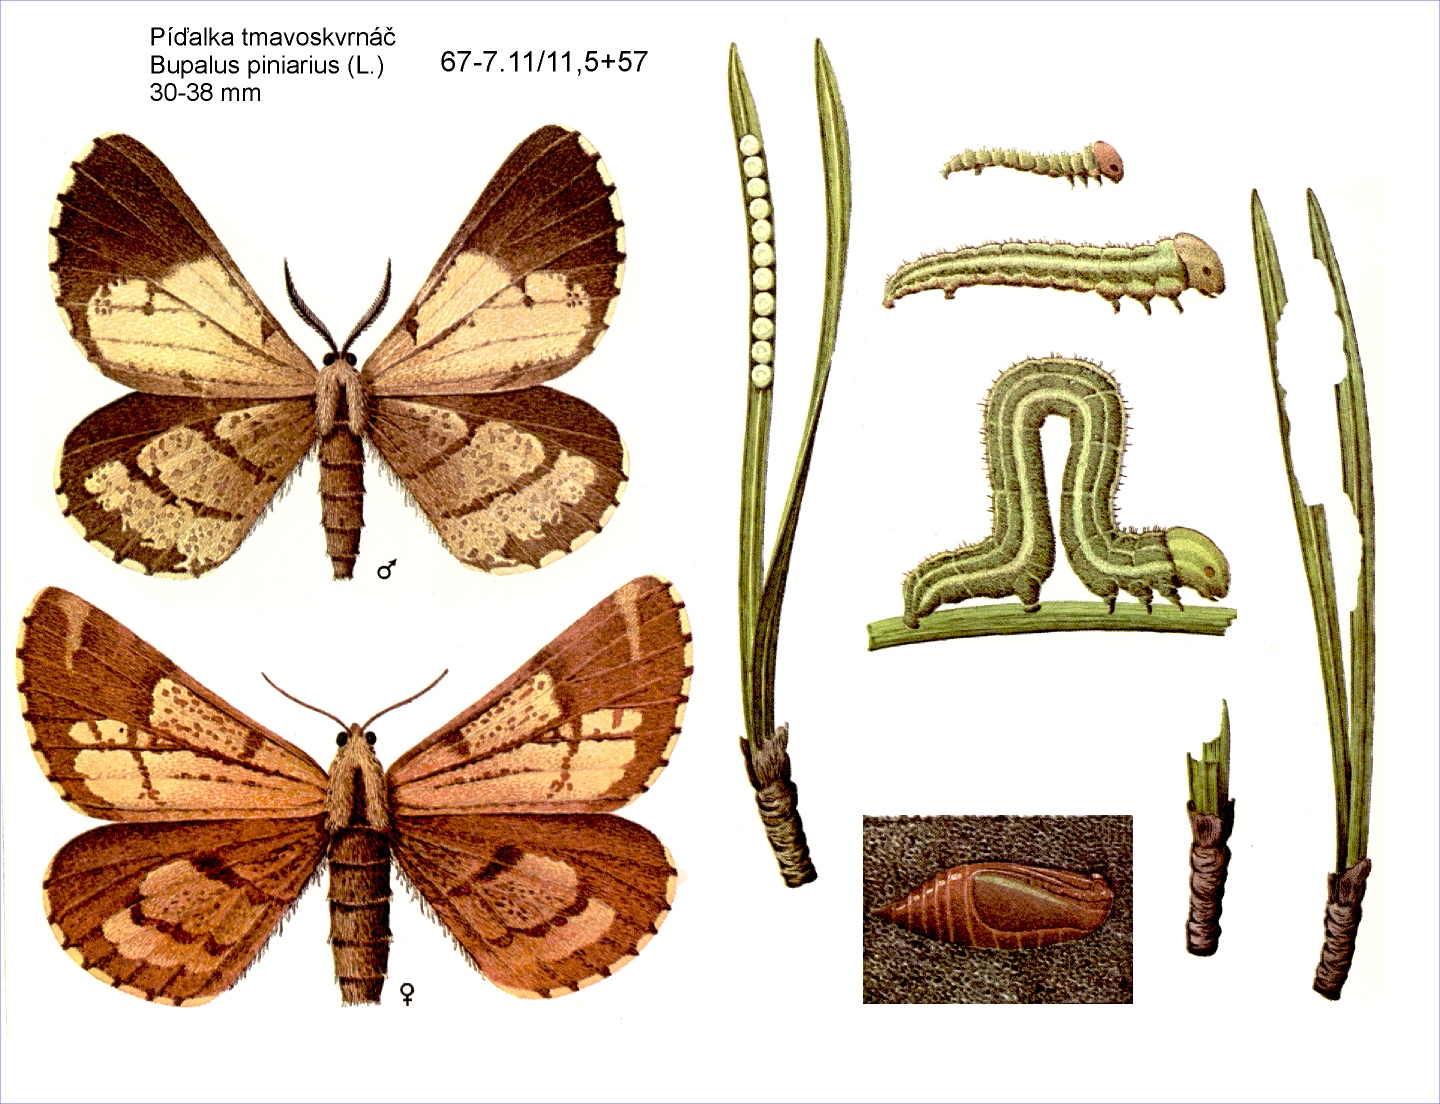 Píďalka tmavoskvrnáč
Bupalus piniarius (L.)
30-38 mm
67-7.11/11,5+57
♂
♀